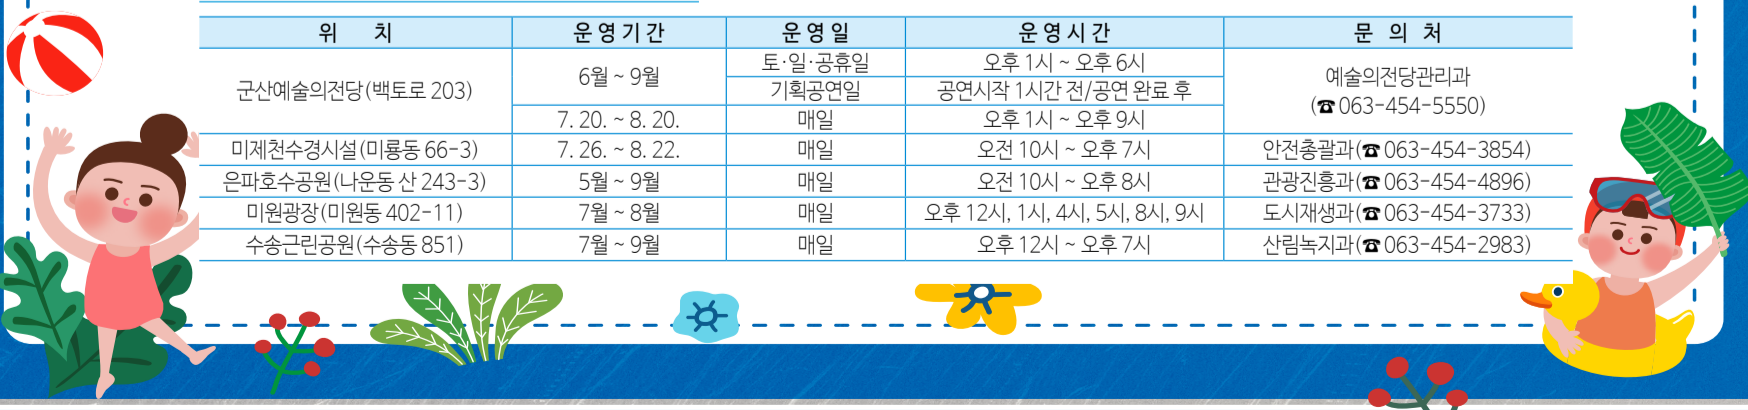 위 치 운영기간 운영일 운영시간 문 의 처
군산예술의전당(백토로 203) 6월 ~ 9월 토·일·공휴일 오후 1시 ~ 오후 6시 예술의전당관리과
(☎ 063-454-5550)
기획공연일 공연시작 1시간 전/공연 완료 후
7. 20. ~ 8. 20. 매일 오후 1시 ~ 오후 9시
미제천수경시설(미룡동 66-3) 7. 26. ~ 8. 22. 매일 오전 10시 ~ 오후 7시 안전총괄과(☎ 063-454-3854)
은파호수공원(나운동 산 243-3) 5월 ~ 9월 매일 오전 10시 ~ 오후 8시 관광진흥과(☎ 063-454-4896)
미원광장(미원동 402-11) 7월 ~ 8월 매일 오후 12시, 1시, 4시, 5시, 8시, 9시 도시재생과(☎ 063-454-3733)
수송근린공원(수송동 851) 7월 ~ 9월 매일 오후 12시 ~ 오후 7시 산림녹지과(☎ 063-454-2983)